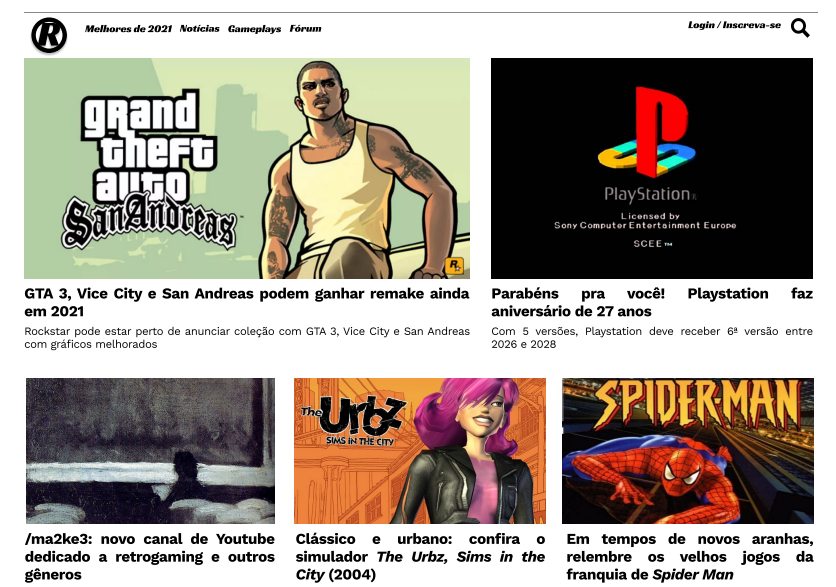 R
Melhores de 2021 Notícias Gameplays Fórum
Login / Inscreva-se
grand
theft
auto
San Andreas™
R
GTA 3, Vice City e San Andreas podem ganhar remake ainda
em 2021
Rockstar pode estar perto de anunciar coleção com GTA 3, Vice City e San Andreas
com gráficos melhorados
PlayStation®
Licensed by
Sony Computer Entertainment Europe
SCEE™
Parabéns pra você! Playstation faz
aniversário de 27 anos
Com 5 versões, Playstation deve receber 6ª versão entre
2026 e 2028
/ma2ke3: novo canal de Youtube
dedicado a retrogaming e outros
gêneros
The Urbz
SIMS IN THE CITY
Clássico e urbano: confira o
simulador The Urbz, Sims in the
City (2004)
SPIDER-MAN
Em tempos de novos aranhas,
relembre os velhos jogos da
franquia de Spider Man